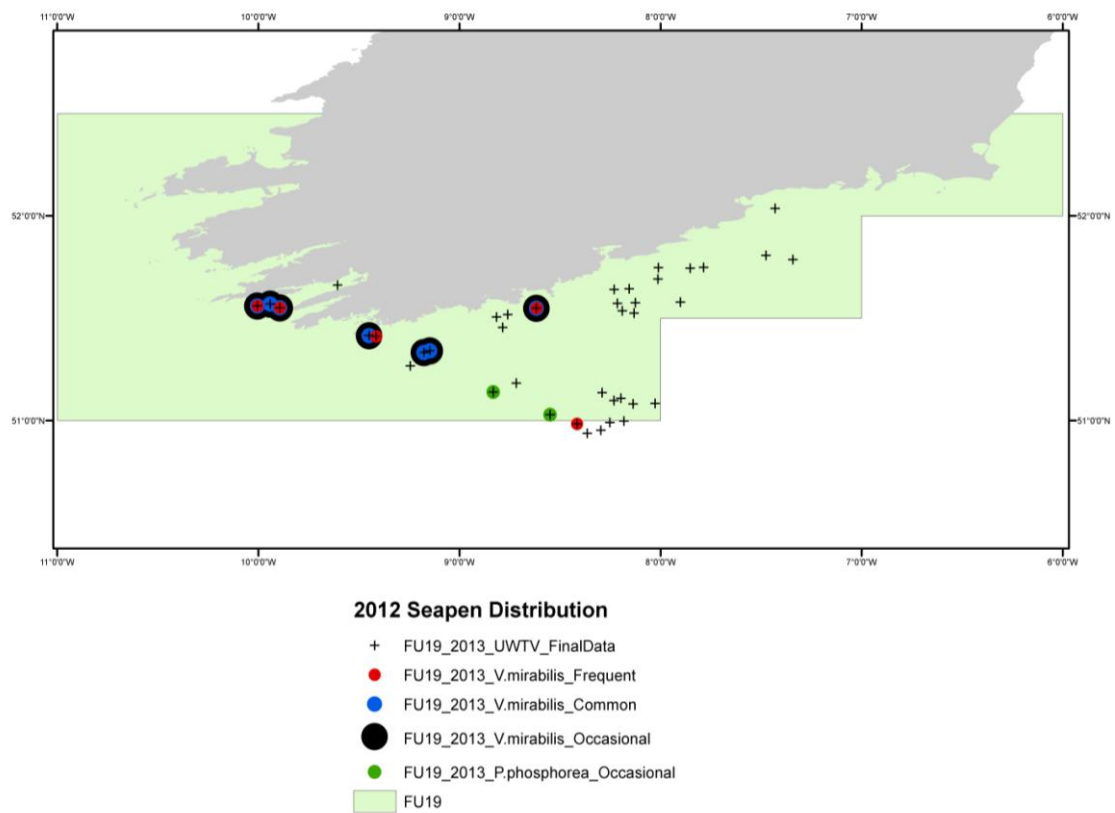 11°0'0"W 10°0'0"W 9°0'0"W 8°0'0"W 7°0'0"W 6°0'0"W
52°0'0"N 52°0'0"N
51°0'0"N 51°0'0"N
11°0'0"W 10°0'0"W 9°0'0"W 8°0'0"W 7°0'0"W 6°0'0"W
2012 Seapen Distribution
FU19_2013_UWTV_FinalData
FU19_2013_V.mirabilis_Frequent
FU19_2013_V.mirabilis_Common
FU19_2013_V.mirabilis_Occasional
FU19_2013_P.phosphorea_Occasional
FU19